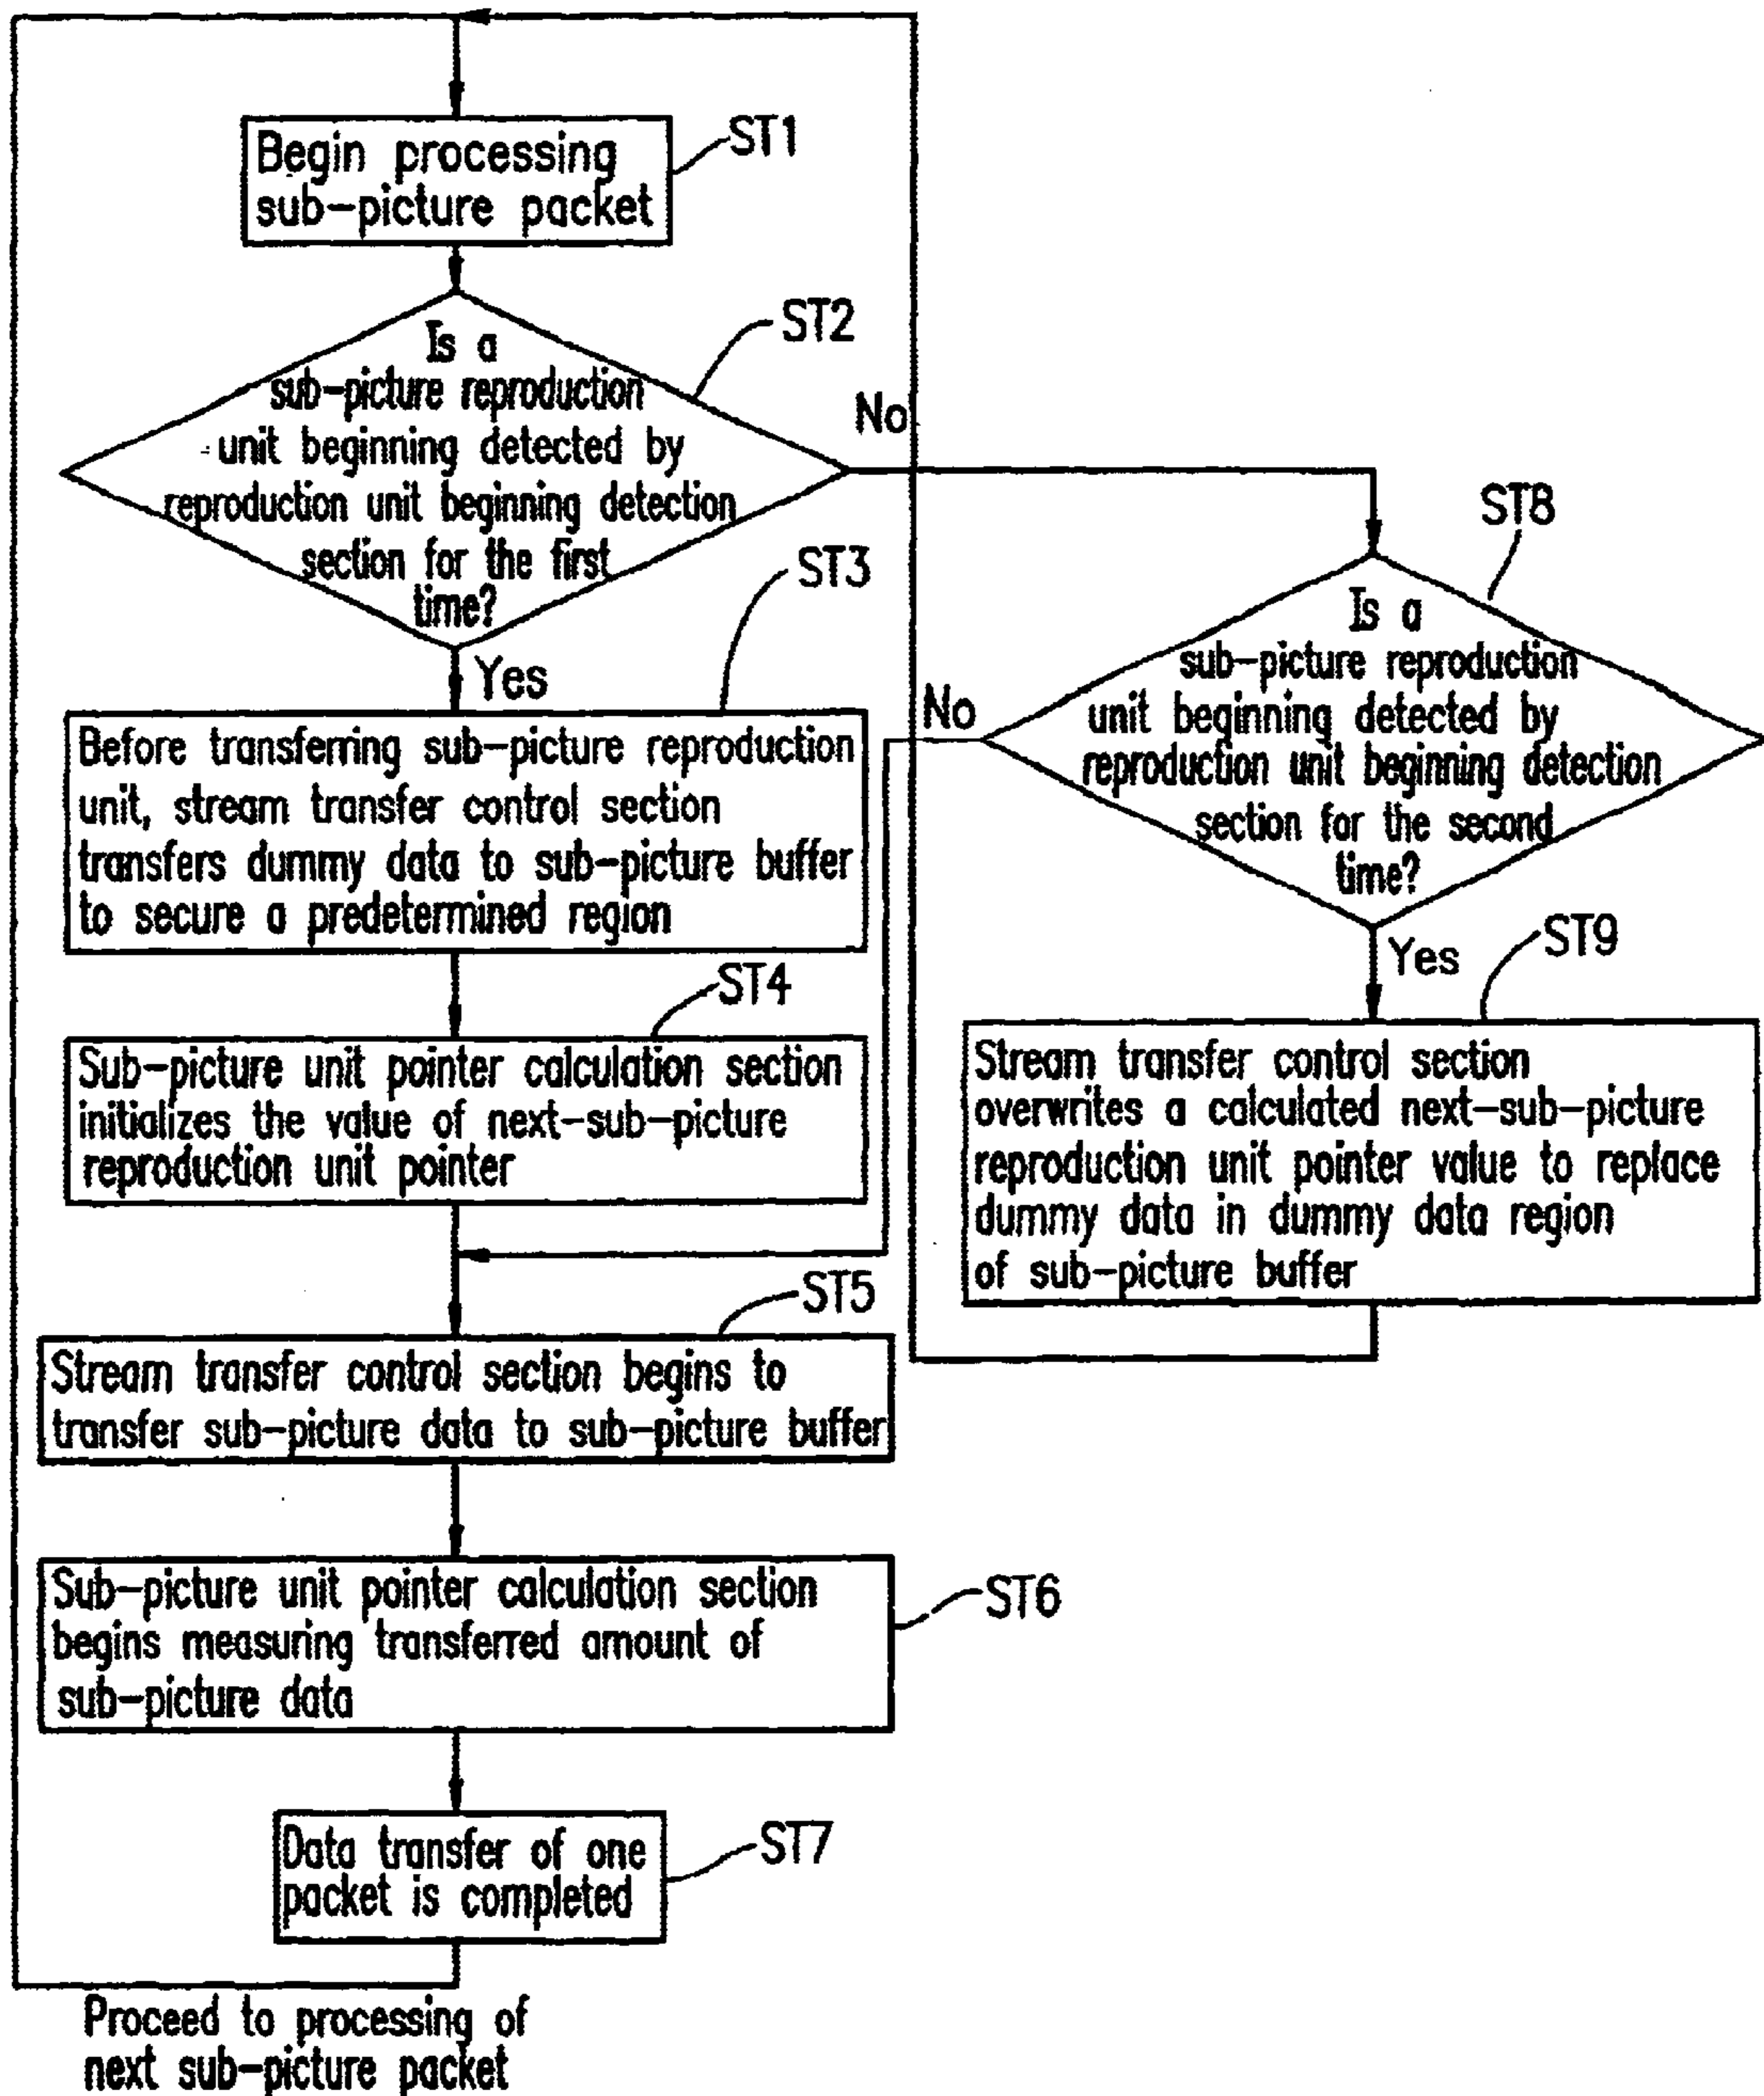 Begin processing
sub-picture packet
ST1
Is a
sub-picture reproduction
unit beginning detected by
reproduction unit beginning detection
section for the first
time?
ST2
No
Yes
Before transferring sub-picture reproduction
unit, stream transfer control section
transfers dummy data to sub-picture buffer
to secure a predetermined region
ST3
Sub-picture unit pointer calculation section
initializes the value of next-sub-picture
reproduction unit pointer
ST4
Stream transfer control section begins to
transfer sub-picture data to sub-picture buffer
ST5
Sub-picture unit pointer calculation section
begins measuring transferred amount of
sub-picture data
ST6
Data transfer of one
packet is completed
ST7
Proceed to processing of
next sub-picture packet
Is a
sub-picture reproduction
unit beginning detected by
reproduction unit beginning detection
section for the second
time?
ST8
No
Yes
Stream transfer control section
overwrites a calculated next-sub-picture
reproduction unit pointer value to replace
dummy data in dummy data region
of sub-picture buffer
ST9